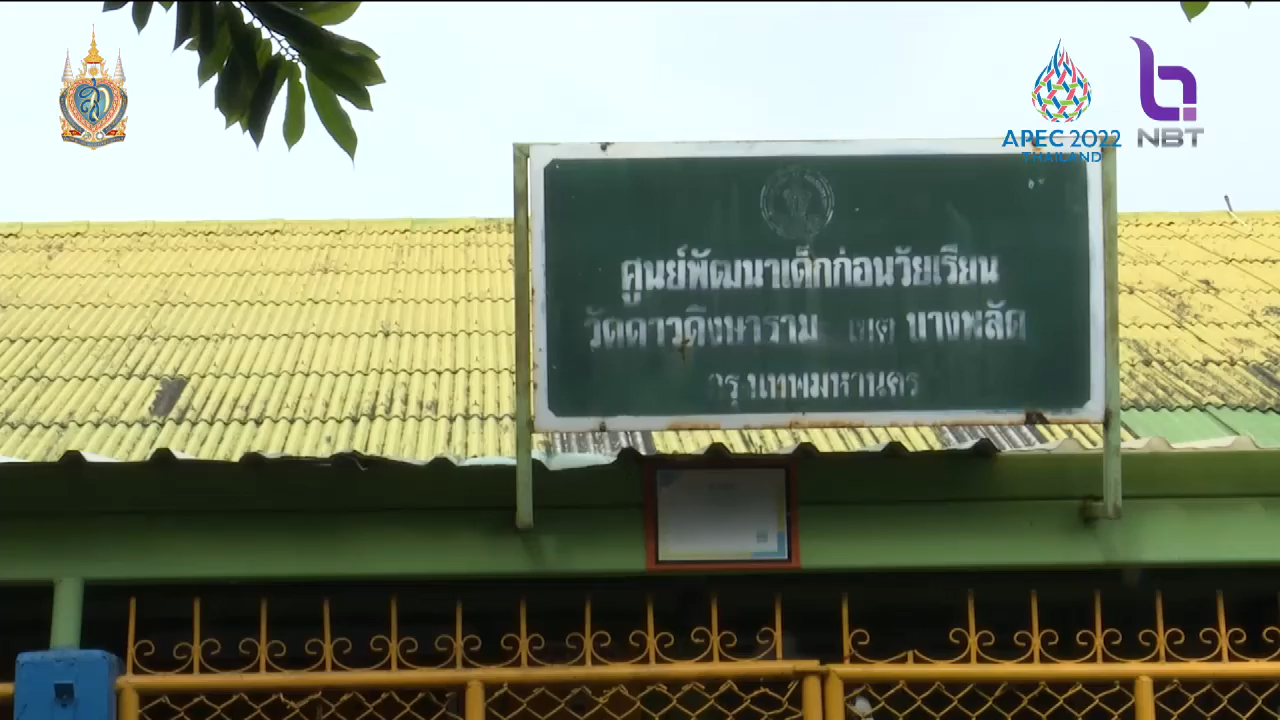 APEC 2022
THAILAND
NBT
ศูนย์พัฒนาเด็กก่อนวัยเรียน
วัดดาวดึงษาราม เขต บางพลัด
กรุงเทพมหานคร